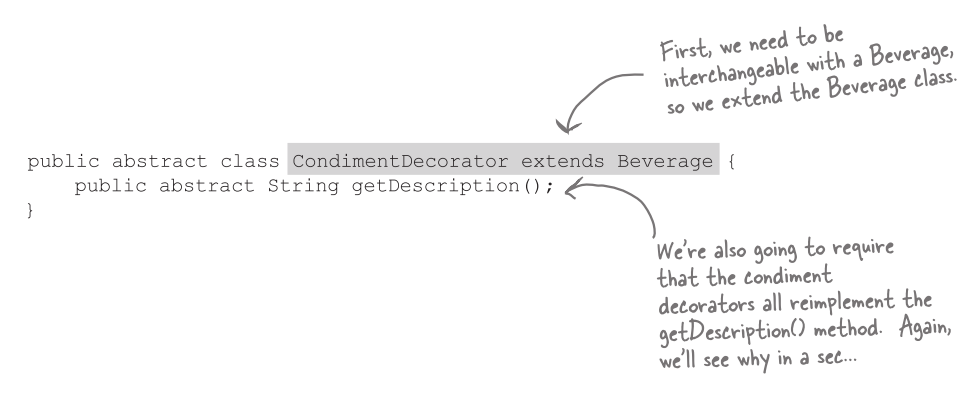 First, we need to be
interchangeable with a Beverage,
so we extend the Beverage class.
public abstract class CondimentDecorator extends Beverage {
    public abstract String getDescription();
}
We're also going to require
that the condiment
decorators all reimplement the
getDescription() method. Again,
we'll see why in a sec...